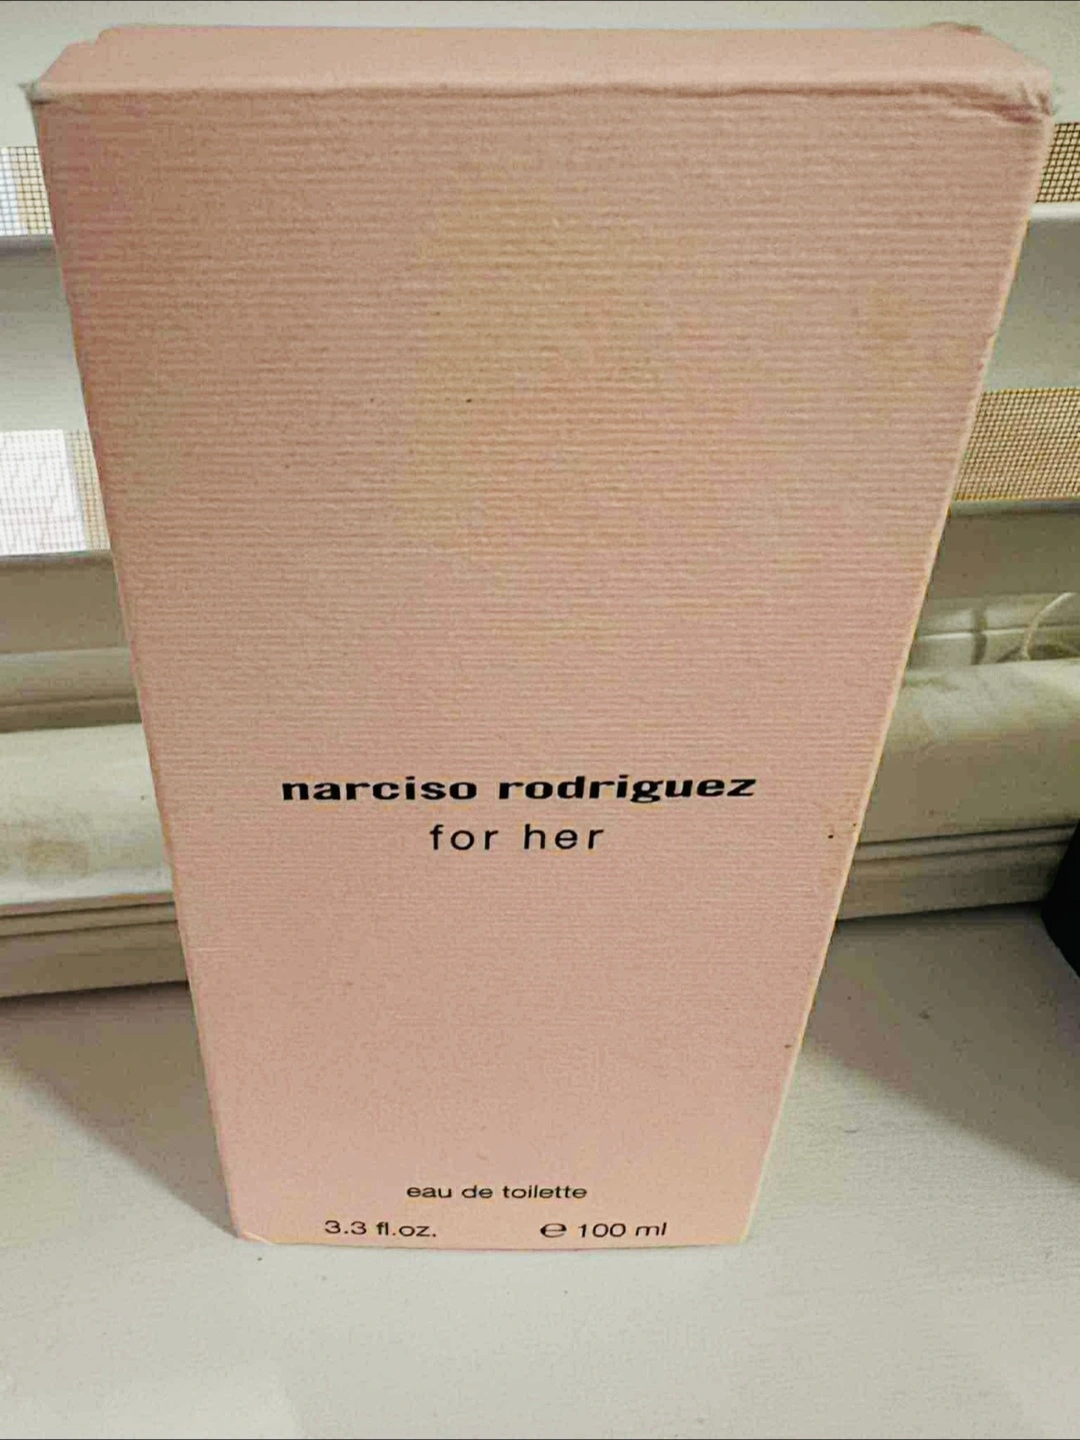 narciso rodriguez
for her
eau de toilette
3.3 fl.oz. ℮ 100 ml